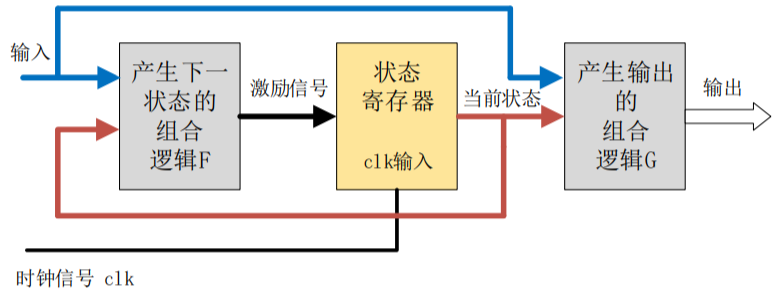 输入
产生下一
状态的
组合
逻辑F
激励信号
状态
寄存器
clk输入
当前状态
产生输出
的
组合
逻辑G
输出
时钟信号 clk